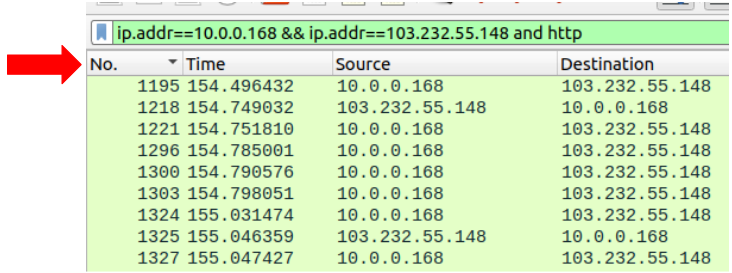 ip.addr==10.0.0.168 && ip.addr==103.232.55.148 and http
No. Time Source Destination
1195 154.496432 10.0.0.168 103.232.55.148
1218 154.749032 103.232.55.148 10.0.0.168
1221 154.751810 10.0.0.168 103.232.55.148
1296 154.785001 10.0.0.168 103.232.55.148
1300 154.790576 10.0.0.168 103.232.55.148
1303 154.798051 10.0.0.168 103.232.55.148
1324 155.031474 10.0.0.168 103.232.55.148
1325 155.046359 103.232.55.148 10.0.0.168
1327 155.047427 10.0.0.168 103.232.55.148